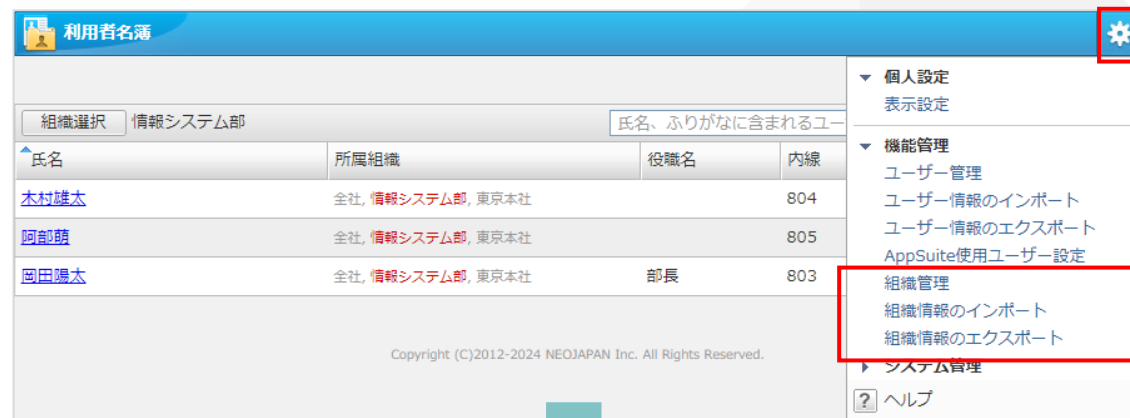 利用者名簿
組織選択 情報システム部 氏名、ふりがなに含まれるユー
氏名 所属組織 役職名 内線
木村雄太 全社, 情報システム部, 東京本社 804
阿部萌 全社, 情報システム部, 東京本社 805
岡田陽太 全社, 情報システム部, 東京本社 部長 803
Copyright (C)2012-2024 NEOJAPAN Inc. All Rights Reserved.
個人設定
表示設定
機能管理
ユーザー管理
ユーザー情報のインポート
ユーザー情報のエクスポート
AppSuite使用ユーザー設定
組織管理
組織情報のインポート
組織情報のエクスポート
システム管理
? ヘルプ